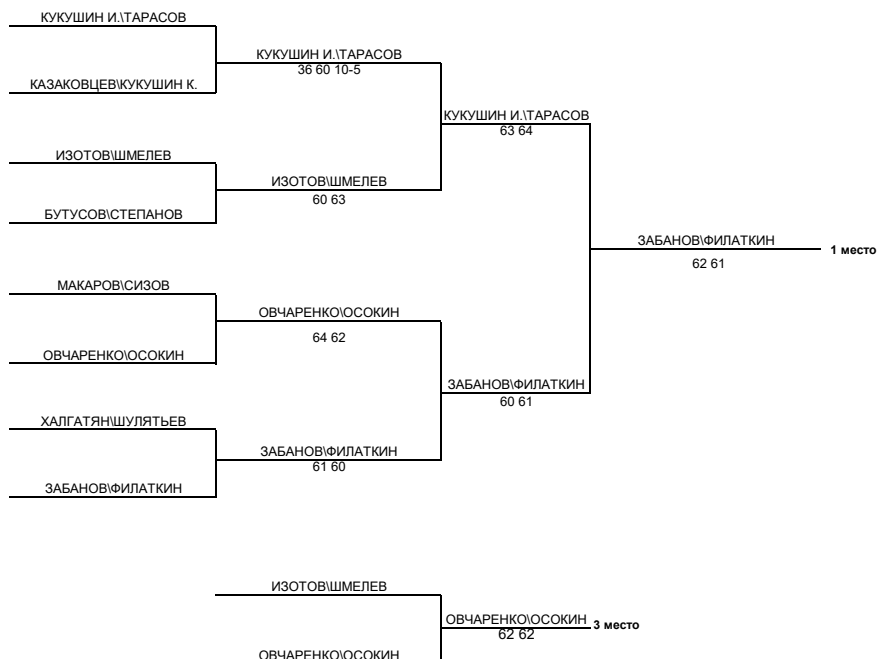 КУКУШИН И.\ТАРАСОВ
КУКУШИН И.\ТАРАСОВ
36 60 10-5
КАЗАКОВЦЕВ\КУКУШИН К.
КУКУШИН И.\ТАРАСОВ
63 64
ИЗОТОВ\ШМЕЛЕВ
ИЗОТОВ\ШМЕЛЕВ
60 63
БУТУСОВ\СТЕПАНОВ
ЗАБАНОВ\ФИЛАТКИН 1 место
62 61
МАКАРОВ\СИЗОВ
ОВЧАРЕНКО\ОСОКИН
64 62
ОВЧАРЕНКО\ОСОКИН
ЗАБАНОВ\ФИЛАТКИН
60 61
ХАЛГАТЯН\ШУЛЯТЬЕВ
ЗАБАНОВ\ФИЛАТКИН
61 60
ЗАБАНОВ\ФИЛАТКИН
ИЗОТОВ\ШМЕЛЕВ
ОВЧАРЕНКО\ОСОКИН 3 место
62 62
ОВЧАРЕНКО\ОСОКИН